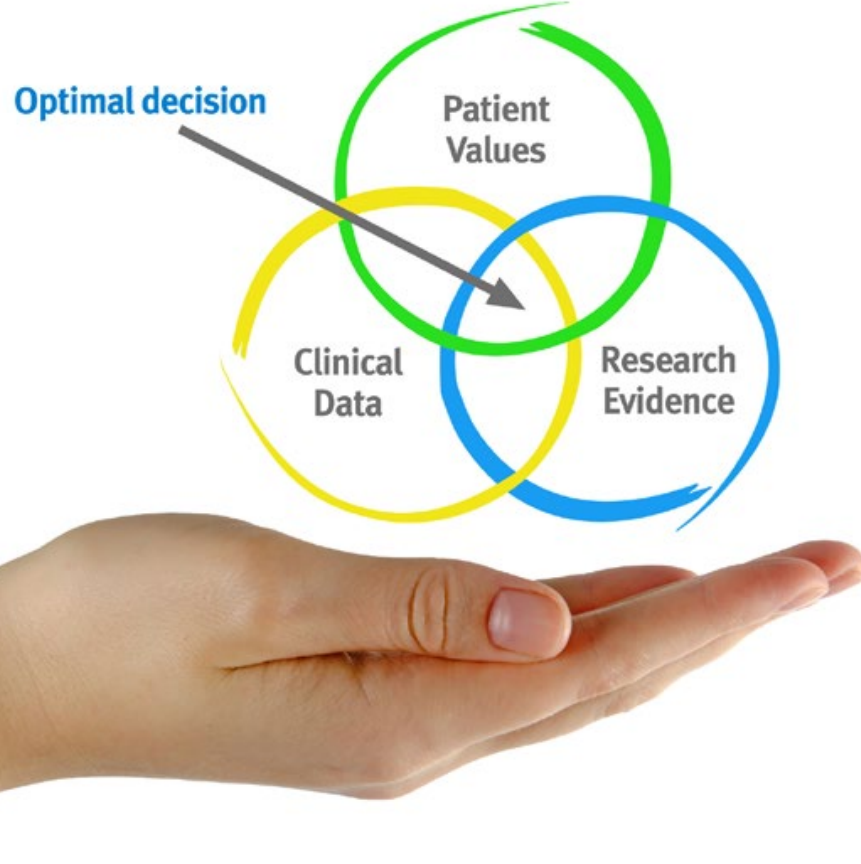 Optimal decision
Patient
Values
Clinical
Data
Research
Evidence